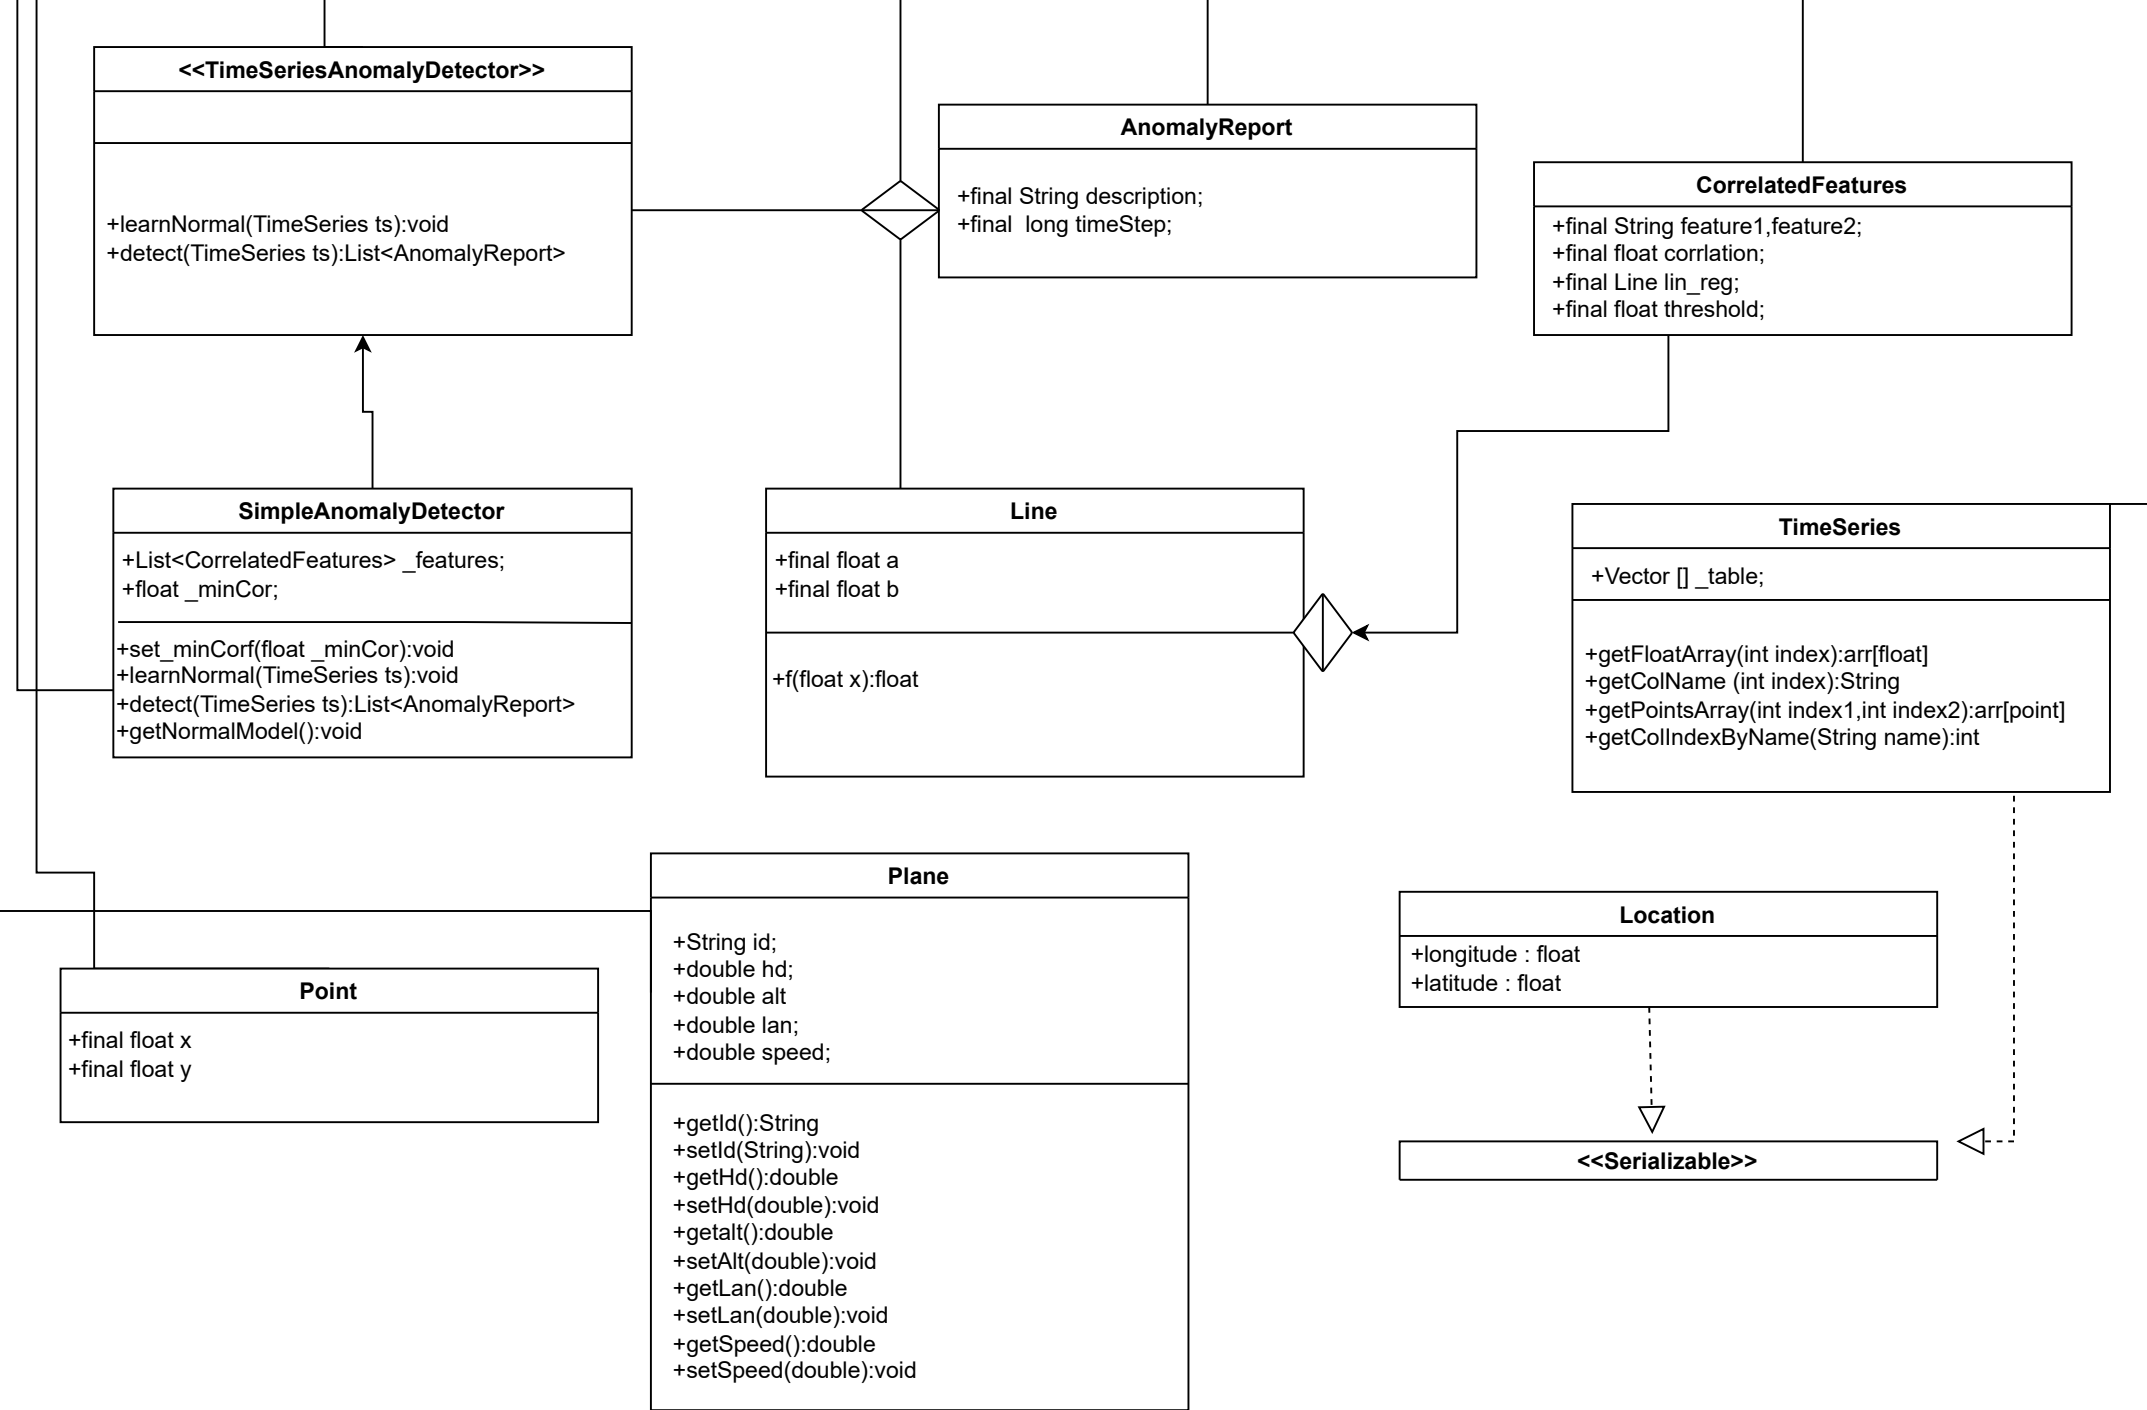 <<TimeSeriesAnomalyDetector>>
+learnNormal(TimeSeries ts):void
+detect(TimeSeries ts):List<AnomalyReport>
AnomalyReport
+final String description;
+final  long timeStep;
CorrelatedFeatures
+final String feature1,feature2;
+final float corrlation;
+final Line lin_reg;
+final float threshold;
SimpleAnomalyDetector
+List<CorrelatedFeatures> _features;
+float _minCor;
+set_minCorf(float _minCor):void
+learnNormal(TimeSeries ts):void
+detect(TimeSeries ts):List<AnomalyReport>
+getNormalModel():void
Line
+final float a
+final float b
+f(float x):float
TimeSeries
+Vector [] _table;
+getFloatArray(int index):arr[float]
+getColName (int index):String
+getPointsArray(int index1,int index2):arr[point]
+getColIndexByName(String name):int
Point
+final float x
+final float y
Plane
+String id;
+double hd;
+double alt
+double lan;
+double speed;
+getId():String
+setId(String):void
+getHd():double
+setHd(double):void
+getalt():double
+setAlt(double):void
+getLan():double
+setLan(double):void
+getSpeed():double
+setSpeed(double):void
Location
+longitude : float
+latitude : float
<<Serializable>>